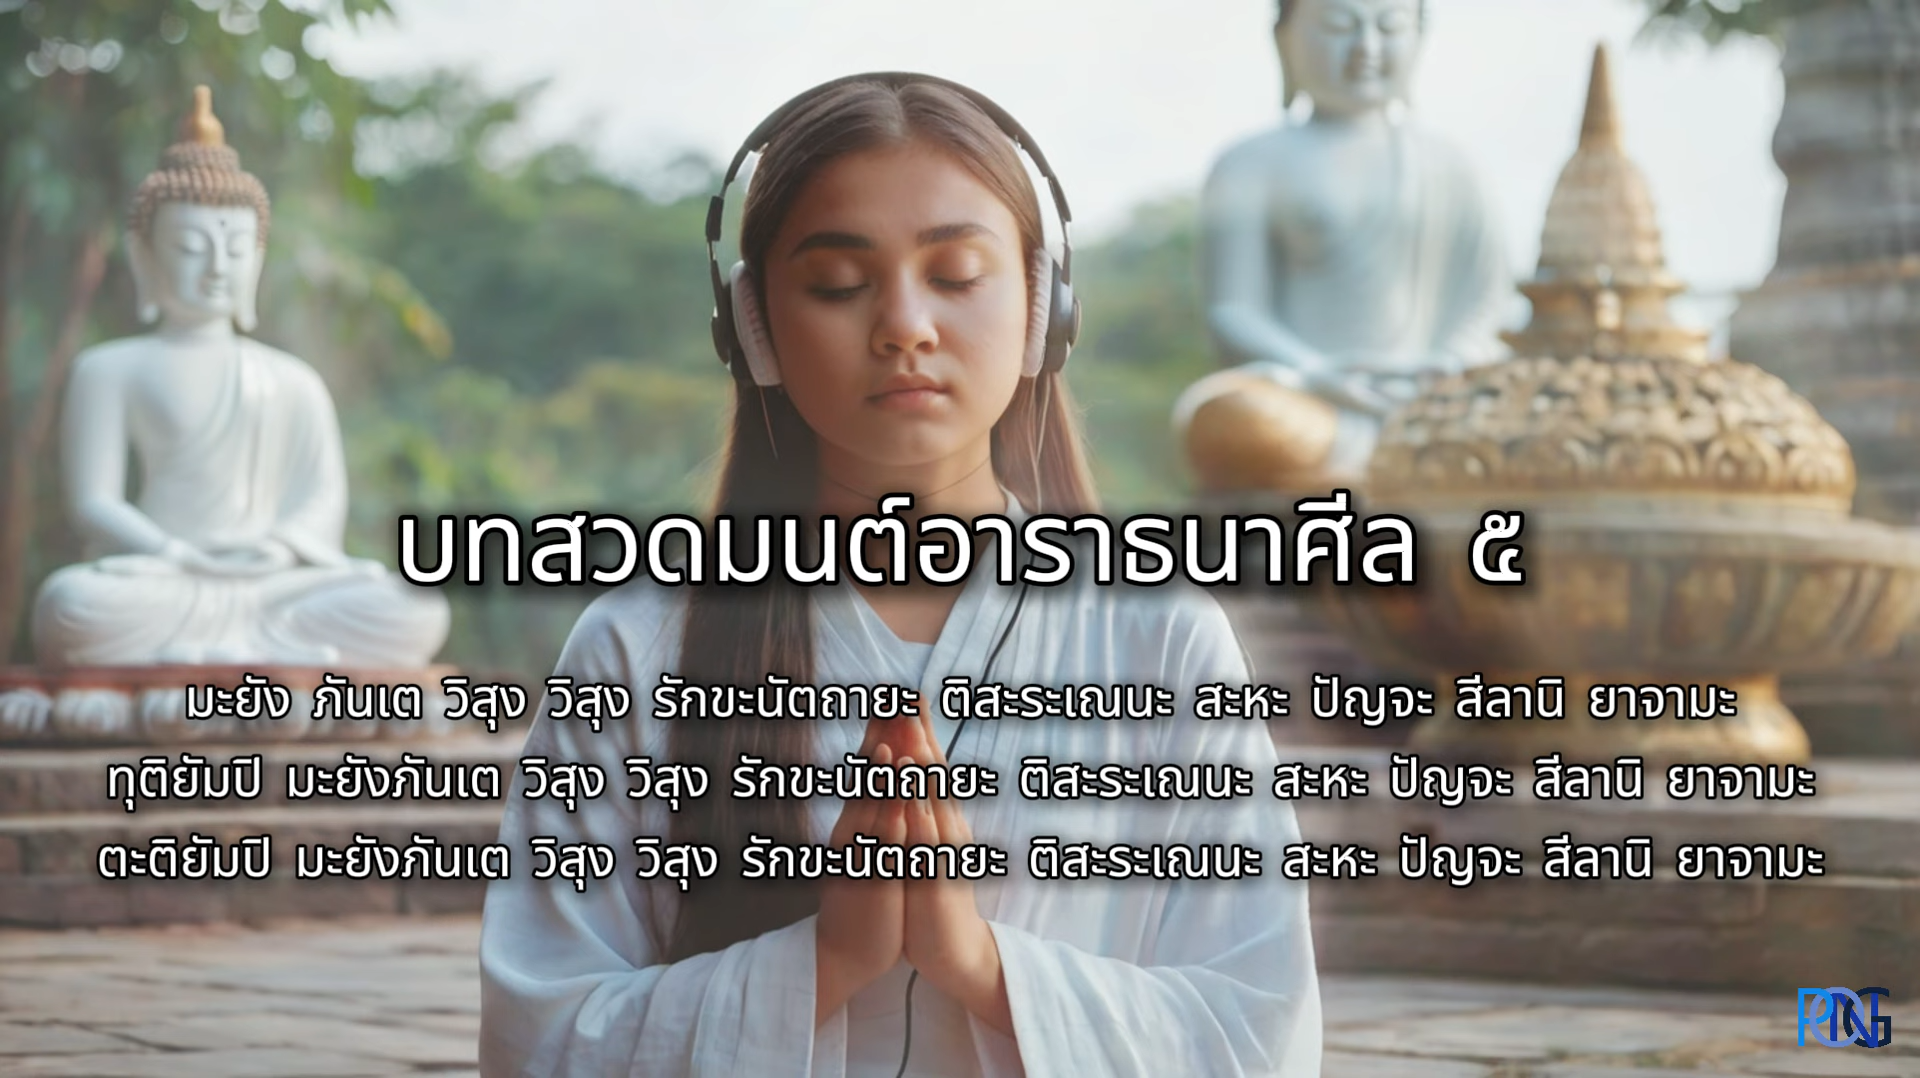 บทสวดมนต์อาราธนาศีล ๕
มะยัง ภันเต วิสุง วิสุง รักขะนัตถายะ ติสะระเณนะ สะหะ ปัญจะ สีลานิ ยาจามะ
ทุติยัมปิ มะยังภันเต วิสุง วิสุง รักขะนัตถายะ ติสะระเณนะ สะหะ ปัญจะ สีลานิ ยาจามะ
ตะติยัมปิ มะยังภันเต วิสุง วิสุง รักขะนัตถายะ ติสะระเณนะ สะหะ ปัญจะ สีลานิ ยาจามะ